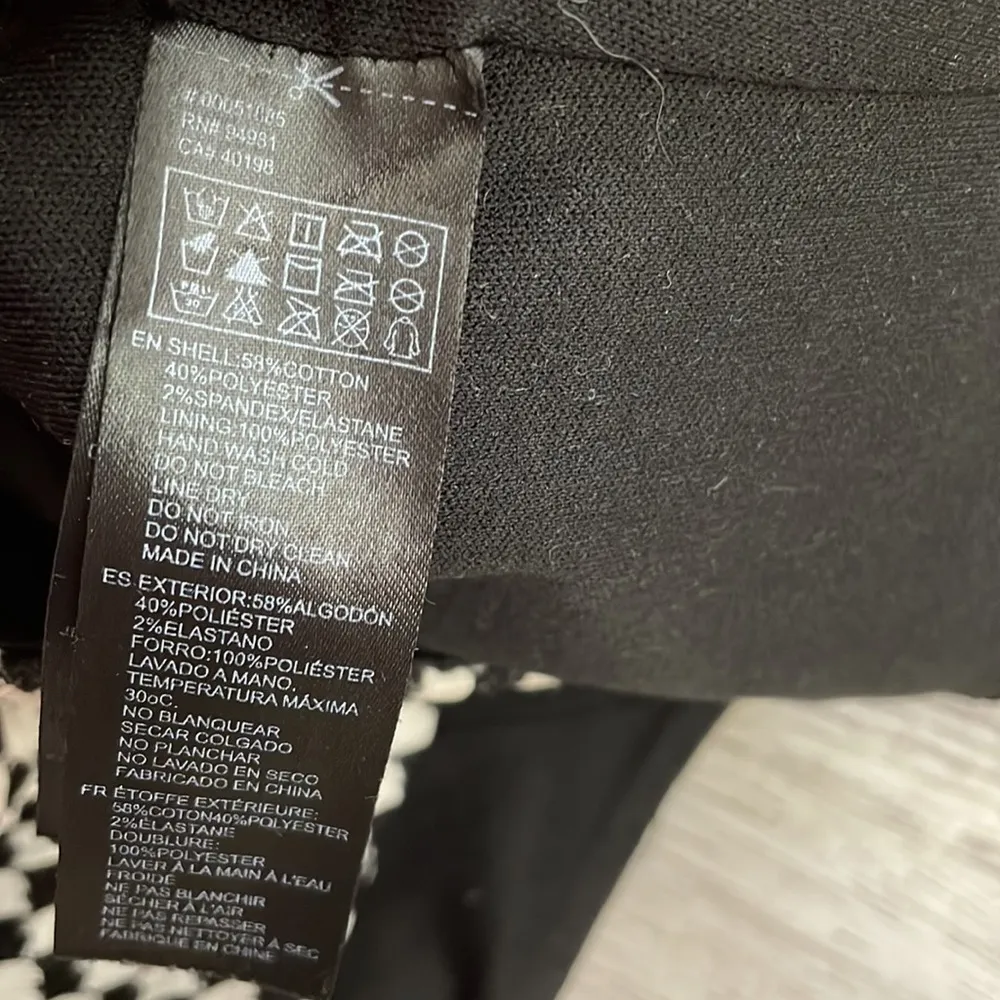 RN# 94981
CA# 40198
30
EN SHELL:58%COTTON
40%POLYESTER
2%SPANDEX/ELASTANE
LINING:100%POLYESTER
HAND WASH COLD
DO NOT BLEACH
LINE DRY
DO NOT IRON
DO NOT DRY CLEAN
MADE IN CHINA
ES EXTERIOR:58%ALGODÓN
40%POLIÉSTER
2%ELASTANO
FORRO:100%POLIÉSTER
LAVADO A MANO,
TEMPERATURA MÁXIMA
30oC.
NO BLANQUEAR
SECAR COLGADO
NO PLANCHAR
NO LAVADO EN SECO
FABRICADO EN CHINA
FR ÉTOFFE EXTÉRIEURE:
58%COTON40%POLYESTER
2%ÉLASTANE
DOUBLURE:
100%POLYESTER
LAVER À LA MAIN À L'EAU
FROIDE
NE PAS BLANCHIR
SÉCHER À L'AIR
NE PAS REPASSER
NE PAS NETTOYER À SEC
FABRIQUÉ EN CHINE